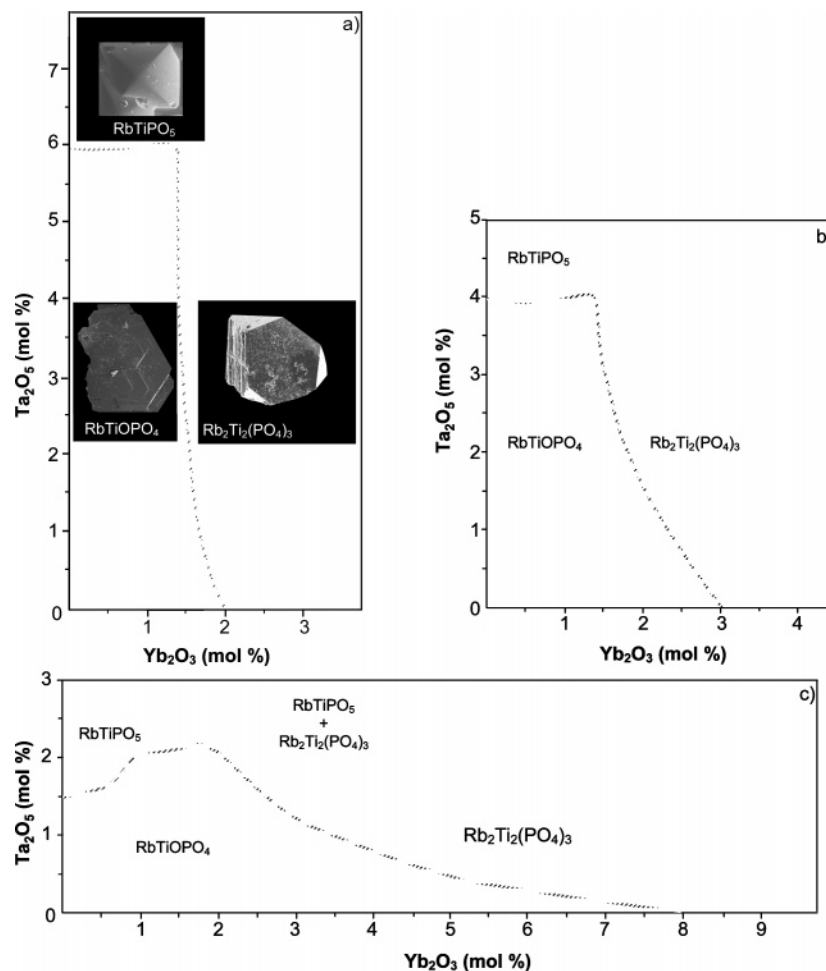 a)
7
RbTiPO₅
6
5
4
3
2
1
0
Ta₂O₅ (mol %)
RbTiOPO₄
Rb₂Ti₂(PO₄)₃
1 2 3
Yb₂O₃ (mol %)
b
5
4
3
2
1
0
Ta₂O₅ (mol %)
RbTiPO₅
RbTiOPO₄
Rb₂Ti₂(PO₄)₃
1 2 3 4
Yb₂O₃ (mol %)
c)
3
2
1
0
Ta₂O₅ (mol %)
RbTiPO₅
RbTiPO₅
+
Rb₂Ti₂(PO₄)₃
RbTiOPO₄
Rb₂Ti₂(PO₄)₃
1 2 3 4 5 6 7 8 9
Yb₂O₃ (mol %)